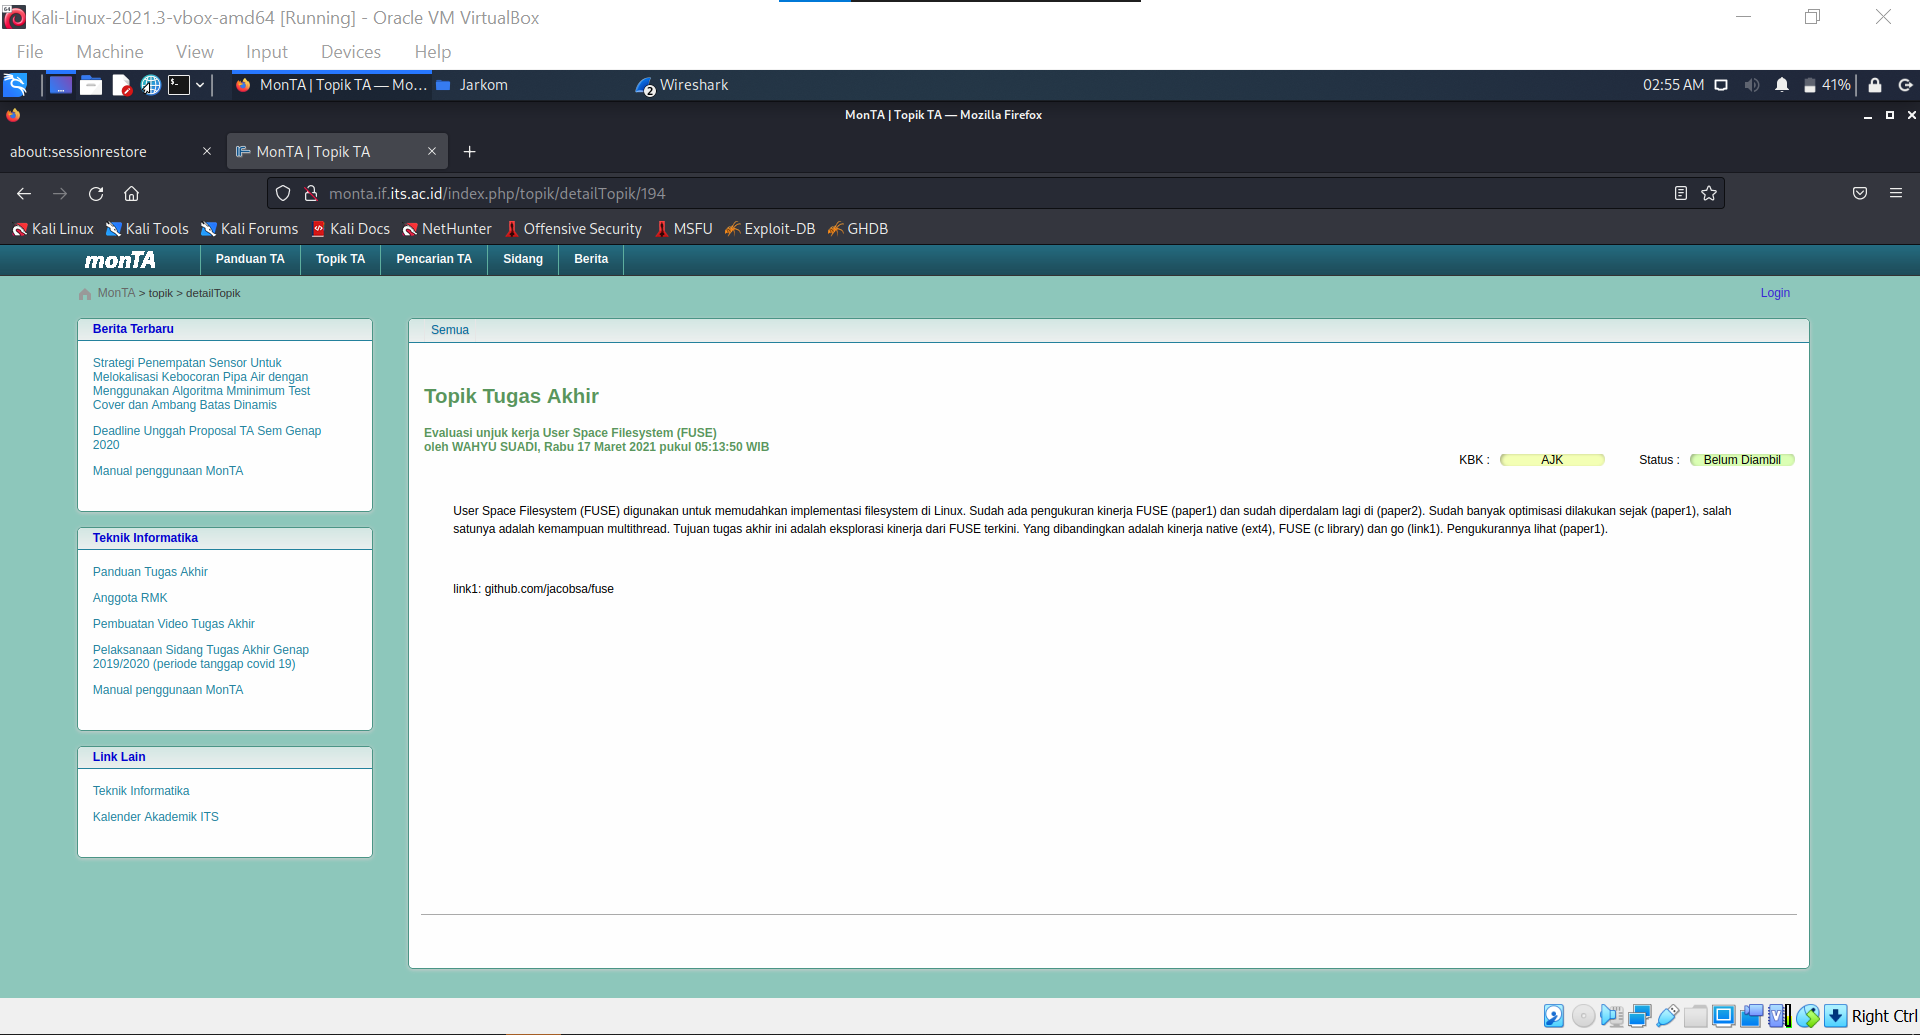 Kali-Linux-2021.3-vbox-amd64 [Running] - Oracle VM VirtualBox
File Machine View Input Devices Help
MonTA | Topik TA — Mo... Jarkom 2 Wireshark 02:55 AM 41%
MonTA | Topik TA — Mozilla Firefox
about:sessionrestore MonTA | Topik TA
monta.if.its.ac.id/index.php/topik/detailTopik/194
Kali Linux Kali Tools Kali Forums Kali Docs NetHunter Offensive Security MSFU Exploit-DB GHDB
monTA Panduan TA Topik TA Pencarian TA Sidang Berita
MonTA > topik > detailTopik Login
Berita Terbaru
Strategi Penempatan Sensor Untuk
Melokalisasi Kebocoran Pipa Air dengan
Menggunakan Algoritma Mminimum Test
Cover dan Ambang Batas Dinamis
Deadline Unggah Proposal TA Sem Genap
2020
Manual penggunaan MonTA
Teknik Informatika
Panduan Tugas Akhir
Anggota RMK
Pembuatan Video Tugas Akhir
Pelaksanaan Sidang Tugas Akhir Genap
2019/2020 (periode tanggap covid 19)
Manual penggunaan MonTA
Link Lain
Teknik Informatika
Kalender Akademik ITS
Semua
Topik Tugas Akhir
Evaluasi unjuk kerja User Space Filesystem (FUSE)
oleh WAHYU SUADI, Rabu 17 Maret 2021 pukul 05:13:50 WIB
KBK : AJK Status : Belum Diambil
User Space Filesystem (FUSE) digunakan untuk memudahkan implementasi filesystem di Linux. Sudah ada pengukuran kinerja FUSE (paper1) dan sudah diperdalam lagi di (paper2). Sudah banyak optimisasi dilakukan sejak (paper1), salah
satunya adalah kemampuan multithread. Tujuan tugas akhir ini adalah eksplorasi kinerja dari FUSE terkini. Yang dibandingkan adalah kinerja native (ext4), FUSE (c library) dan go (link1). Pengukurannya lihat (paper1).
link1: github.com/jacobsa/fuse
Right Ctrl